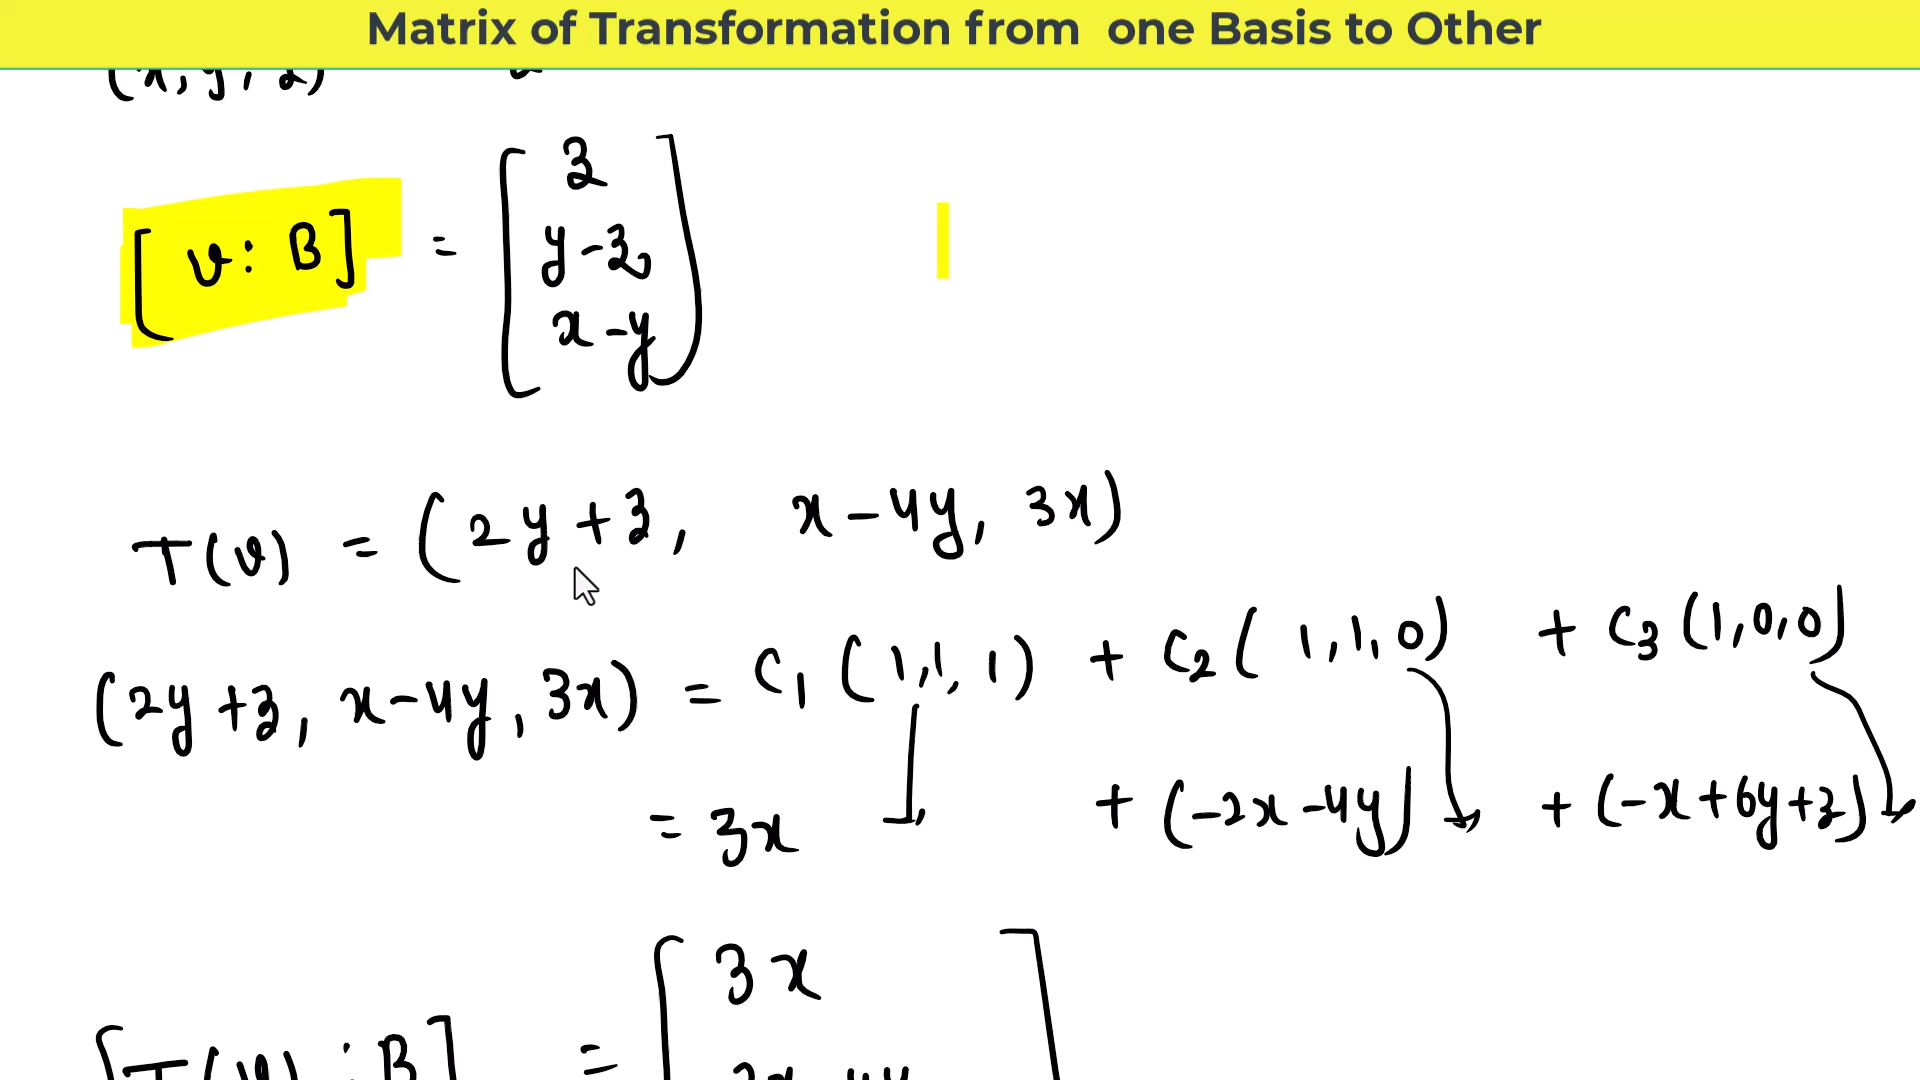 Matrix of Transformation from one Basis to Other
(x, y, z)
[v: B] = [z
y-z
x-y]
T(v) = (2y+z, x-4y, 3x)
(2y+z, x-4y, 3x) = C1(1,1,1) + C2(1,1,0) + C3(1,0,0)
= 3x + (-2x-4y) + (-x+6y+z)
[3x
[T(v) : B] =